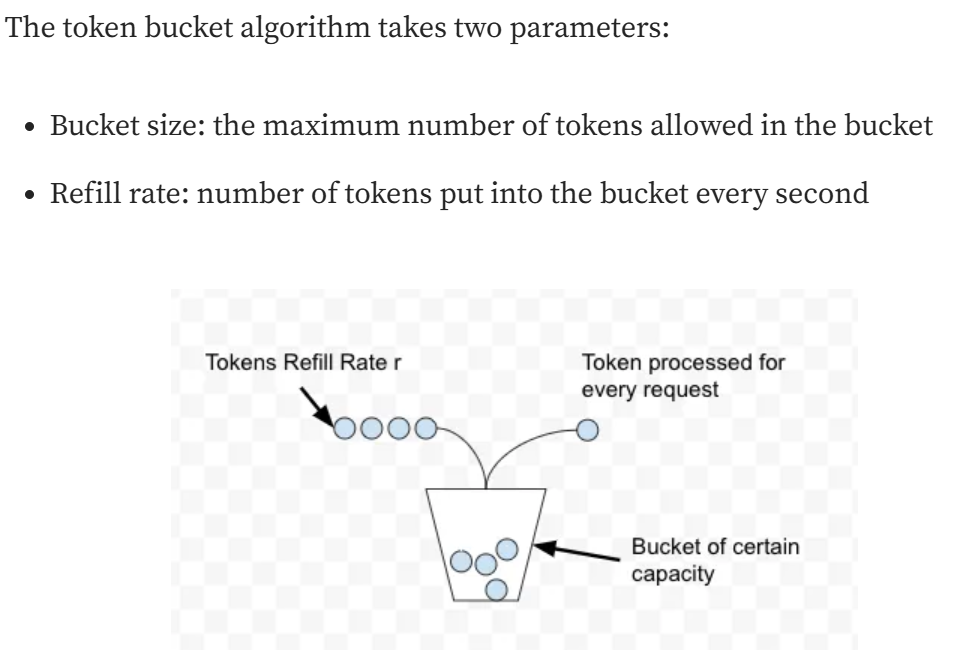 The token bucket algorithm takes two parameters:
• Bucket size: the maximum number of tokens allowed in the bucket
• Refill rate: number of tokens put into the bucket every second
Tokens Refill Rate r
Token processed for
every request
Bucket of certain
capacity